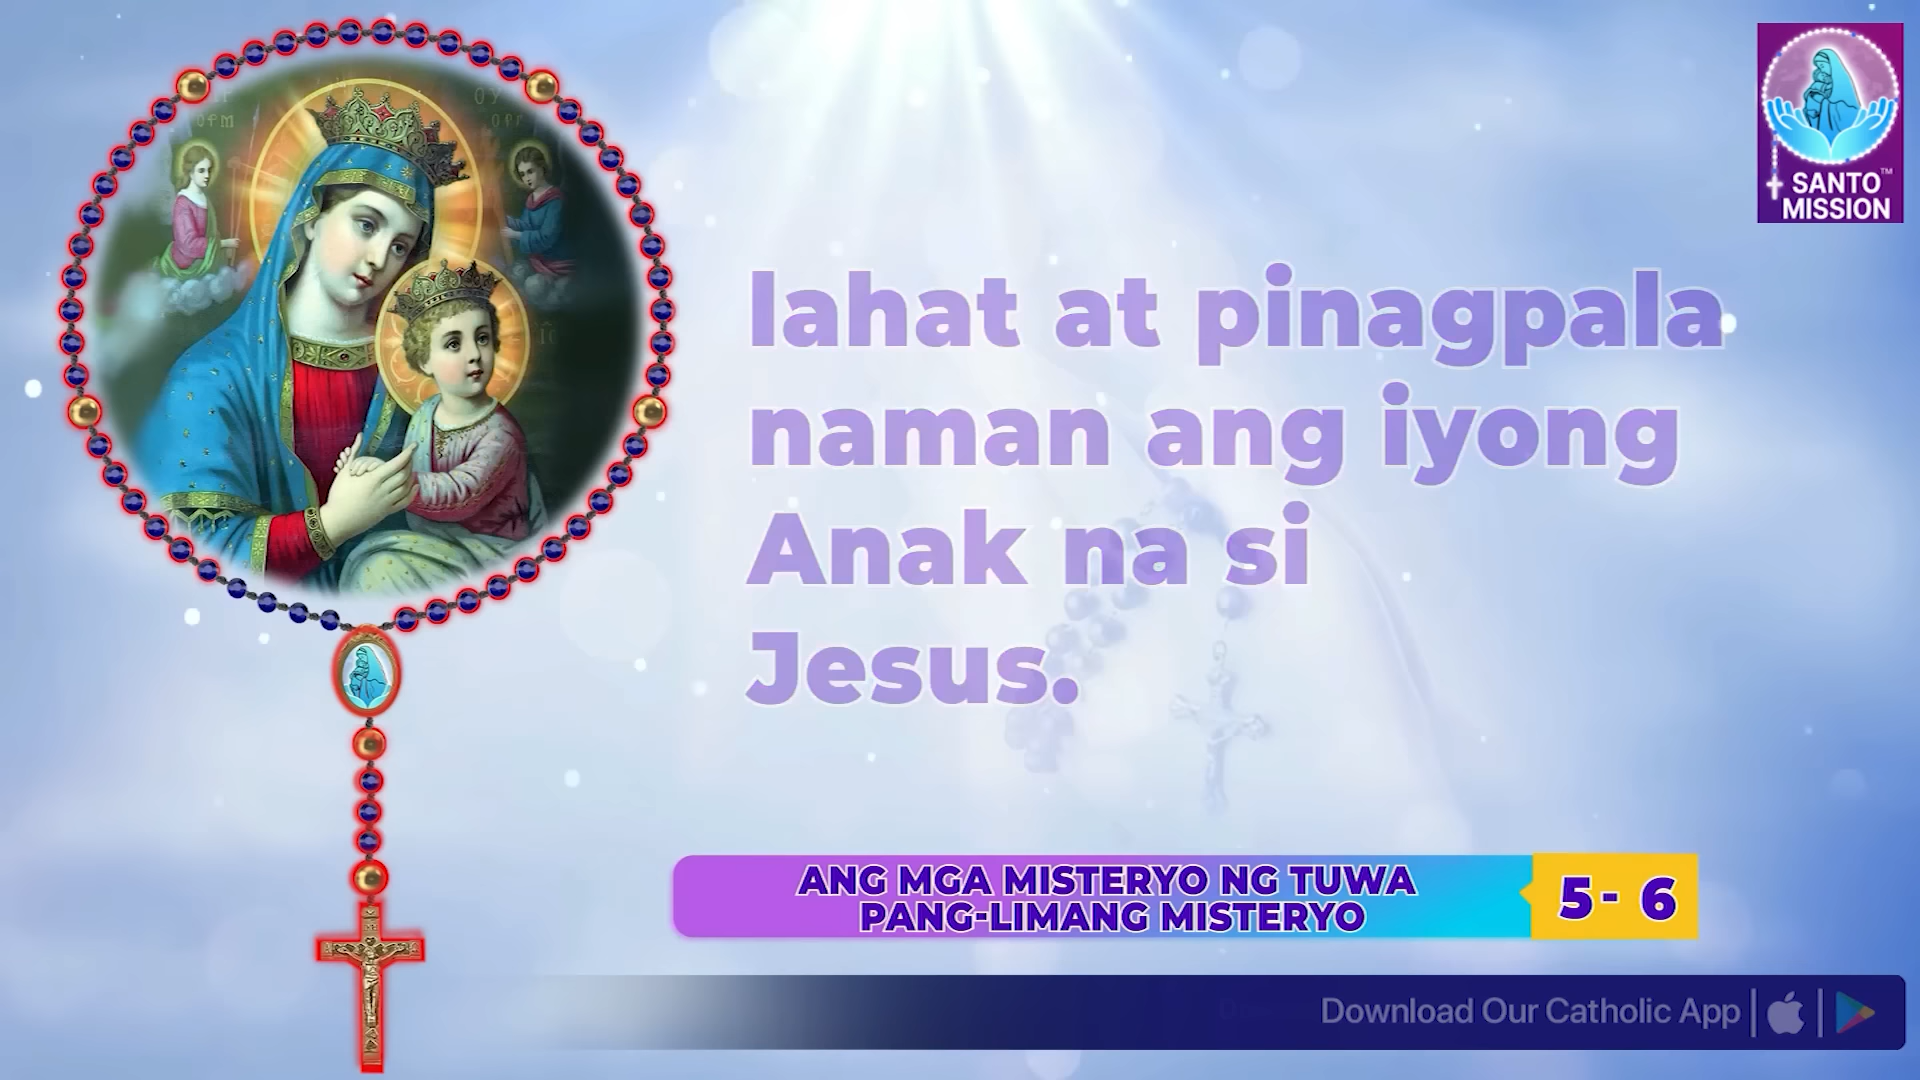 SANTO™
MISSION
lahat at pinagpala
naman ang iyong
Anak na si
Jesus.
ANG MGA MISTERYO NG TUWA
PANG-LIMANG MISTERYO
5- 6
Download Our Catholic App